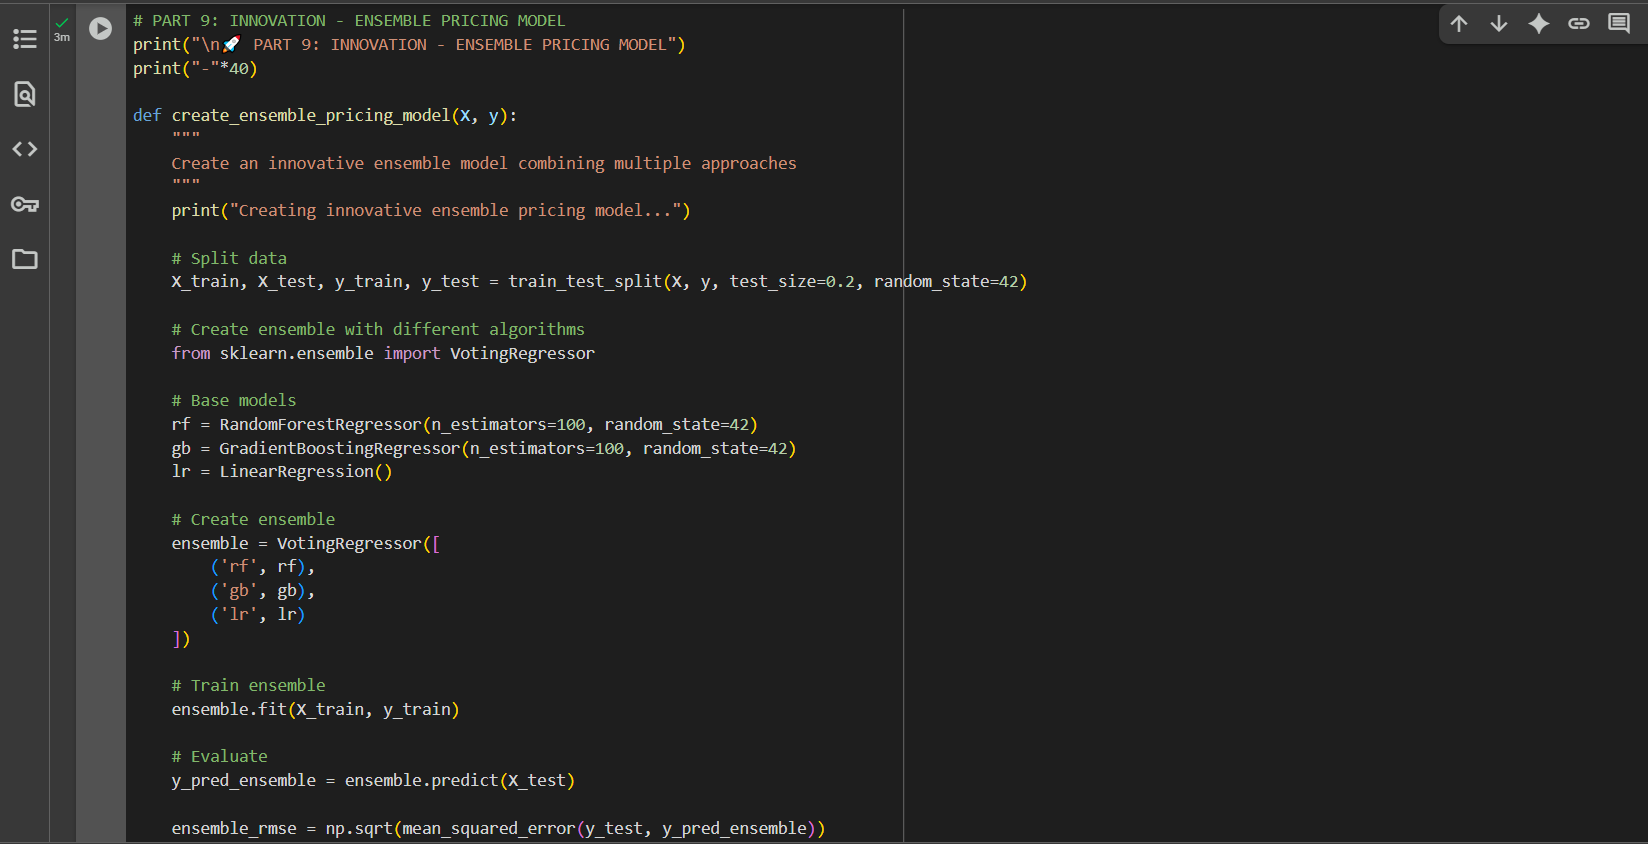 3m
# PART 9: INNOVATION - ENSEMBLE PRICING MODEL
print("\n🚀 PART 9: INNOVATION - ENSEMBLE PRICING MODEL")
print("-"*40)
def create_ensemble_pricing_model(X, y):
    """
    Create an innovative ensemble model combining multiple approaches
    """
    print("Creating innovative ensemble pricing model...")
    # Split data
    X_train, X_test, y_train, y_test = train_test_split(X, y, test_size=0.2, random_state=42)
    # Create ensemble with different algorithms
    from sklearn.ensemble import VotingRegressor
    # Base models
    rf = RandomForestRegressor(n_estimators=100, random_state=42)
    gb = GradientBoostingRegressor(n_estimators=100, random_state=42)
    lr = LinearRegression()
    # Create ensemble
    ensemble = VotingRegressor([
        ('rf', rf),
        ('gb', gb),
        ('lr', lr)
    ])
    # Train ensemble
    ensemble.fit(X_train, y_train)
    # Evaluate
    y_pred_ensemble = ensemble.predict(X_test)
    ensemble_rmse = np.sqrt(mean_squared_error(y_test, y_pred_ensemble))